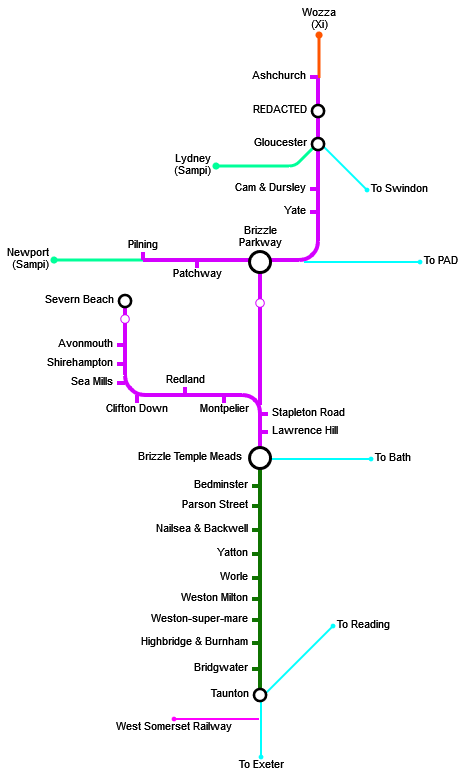 Wozza
(Xi)
Ashchurch
REDACTED
Gloucester
Lydney
(Sampi)
Cam & Dursley
To Swindon
Yate
Brizzle
Parkway
Pilning
Newport
(Sampi)
Patchway
To PAD
Severn Beach
Avonmouth
Shirehampton
Sea Mills
Redland
Clifton Down
Montpelier
Stapleton Road
Lawrence Hill
Brizzle Temple Meads
To Bath
Bedminster
Parson Street
Nailsea & Backwell
Yatton
Worle
Weston Milton
Weston-super-mare
To Reading
Highbridge & Burnham
Bridgwater
Taunton
West Somerset Railway
To Exeter